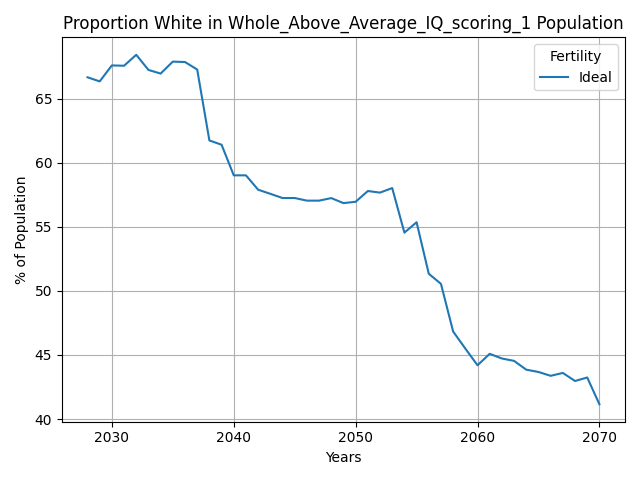 Proportion White in Whole_Above_Average_IQ_scoring_1 Population
Fertility
Ideal
65
60
55
50
45
40
% of Population
2030 2040 2050 2060 2070
Years